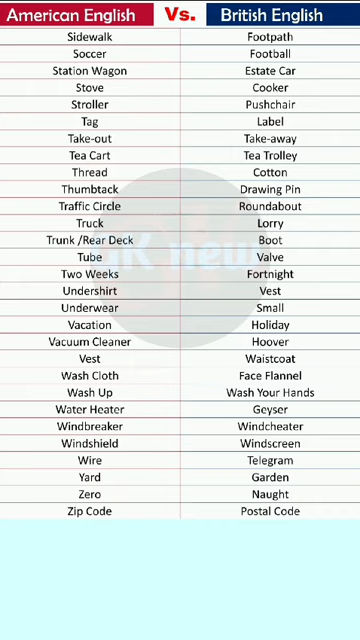 American English Vs. British English
Sidewalk Footpath
Soccer Football
Station Wagon Estate Car
Stove Cooker
Stroller Pushchair
Tag Label
Take-out Take-away
Tea Cart Tea Trolley
Thread Cotton
Thumbtack Drawing Pin
Traffic Circle Roundabout
Truck Lorry
Trunk /Rear Deck Boot
Tube Valve
Two Weeks Fortnight
Undershirt Vest
Underwear Small
Vacation Holiday
Vacuum Cleaner Hoover
Vest Waistcoat
Wash Cloth Face Flannel
Wash Up Wash Your Hands
Water Heater Geyser
Windbreaker Windcheater
Windshield Windscreen
Wire Telegram
Yard Garden
Zero Naught
Zip Code Postal Code